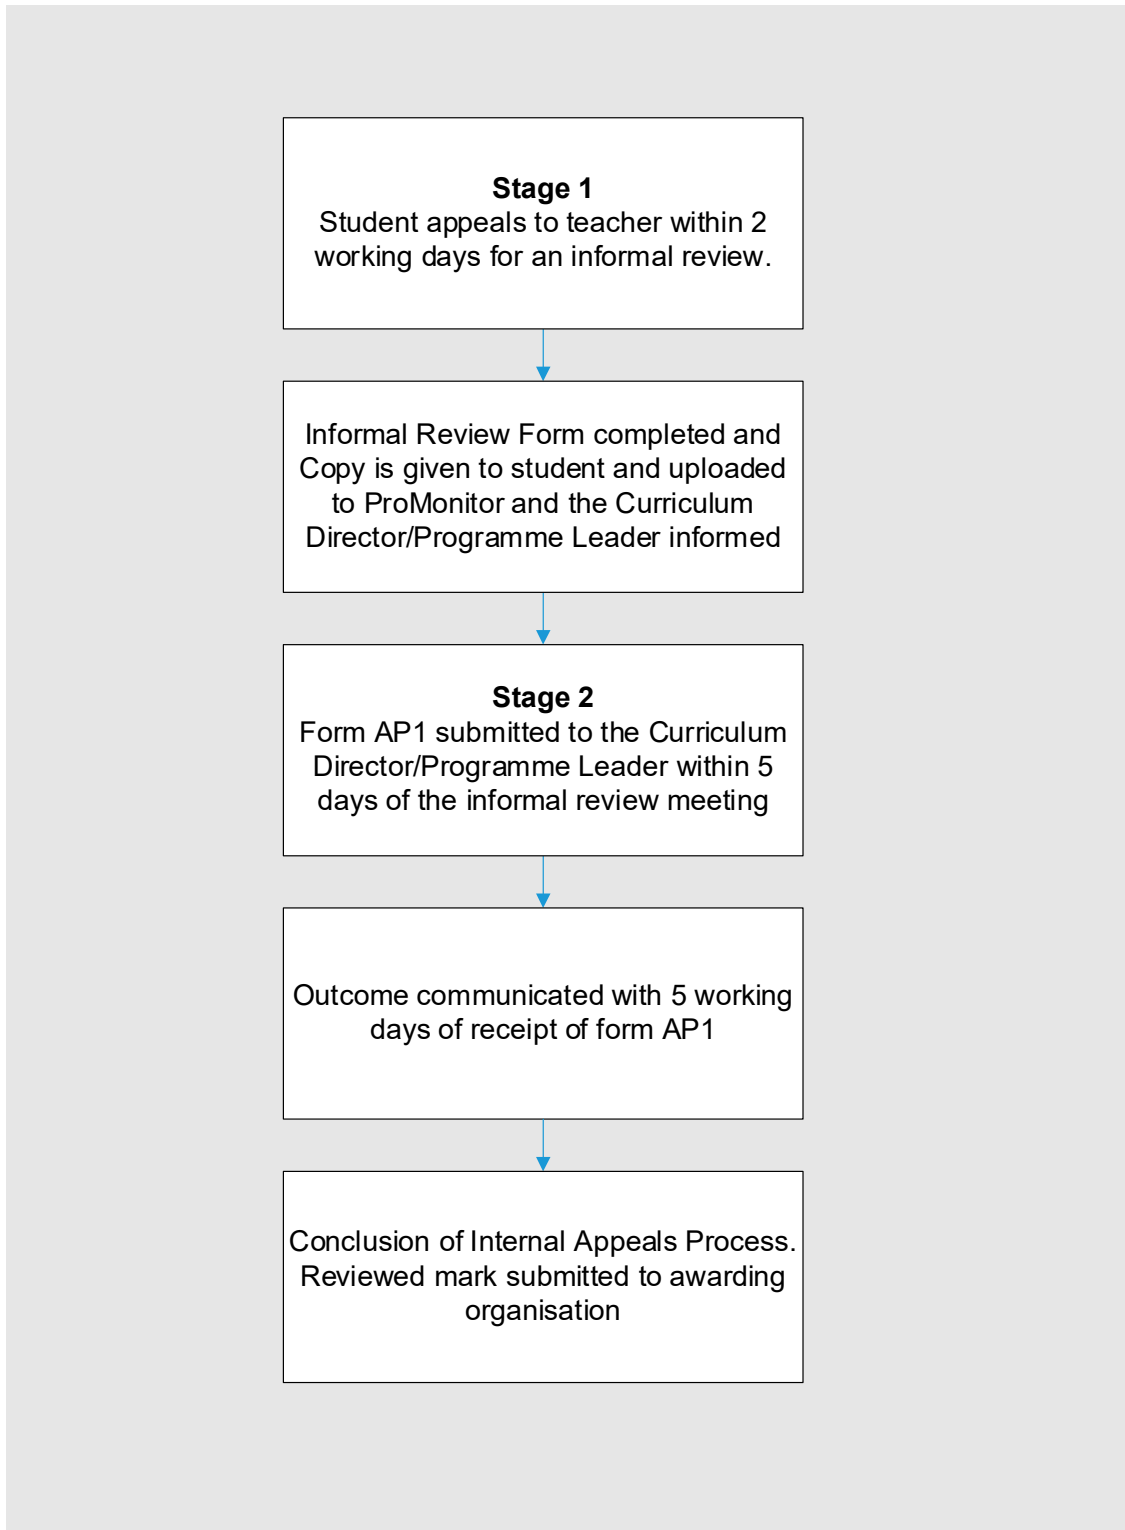 Stage 1
Student appeals to teacher within 2
working days for an informal review.
Informal Review Form completed and
Copy is given to student and uploaded
to ProMonitor and the Curriculum
Director/Programme Leader informed
Stage 2
Form AP1 submitted to the Curriculum
Director/Programme Leader within 5
days of the informal review meeting
Outcome communicated with 5 working
days of receipt of form AP1
Conclusion of Internal Appeals Process.
Reviewed mark submitted to awarding
organisation